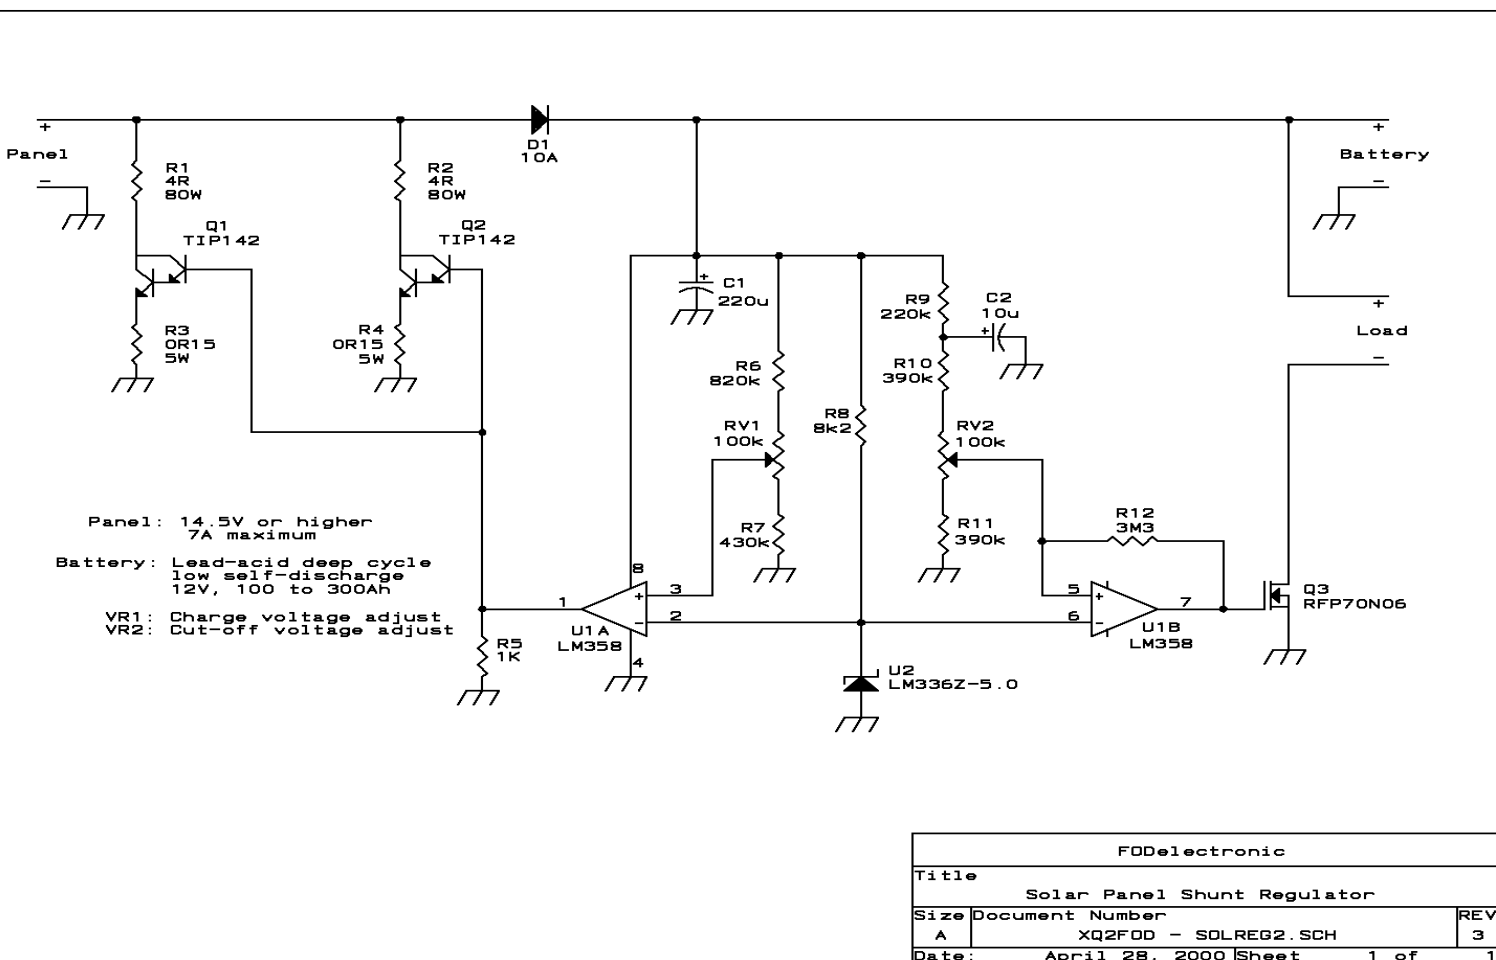 +
Panel
−
R1
4R
80W
Q1
TIP142
R3
0R15
5W
R2
4R
80W
Q2
TIP142
R4
0R15
5W
D1
10A
+
C1
220u
R6
820k
RV1
100k
R7
430k
R8
8k2
R9
220k
C2
10u
+
R10
390k
RV2
100k
R11
390k
R12
3M3
+
Battery
−
+
Load
−
Panel: 14.5V or higher
7A maximum
Battery: Lead-acid deep cycle
low self-discharge
12V, 100 to 300Ah
VR1: Charge voltage adjust
VR2: Cut-off voltage adjust
8
1
+
3
−
2
U1A
LM358
4
R5
1K
U2
LM336Z-5.0
5
+
6
−
7
U1B
LM358
Q3
RFP70N06
FODelectronic
Title
Solar Panel Shunt Regulator
Size Document Number REV
A XQ2FOD - SOLREG2.SCH 3
Date: April 28, 2000 Sheet 1 of 1